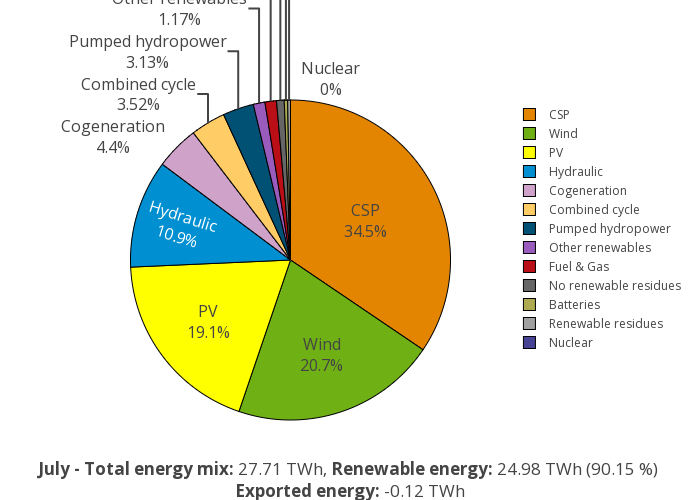 Other renewables
1.17%
Pumped hydropower
3.13%
Combined cycle
3.52%
Cogeneration
4.4%
Nuclear
0%
Hydraulic
10.9%
CSP
34.5%
PV
19.1%
Wind
20.7%
CSP
Wind
PV
Hydraulic
Cogeneration
Combined cycle
Pumped hydropower
Other renewables
Fuel & Gas
No renewable residues
Batteries
Renewable residues
Nuclear
July - Total energy mix: 27.71 TWh, Renewable energy: 24.98 TWh (90.15 %)
Exported energy: -0.12 TWh